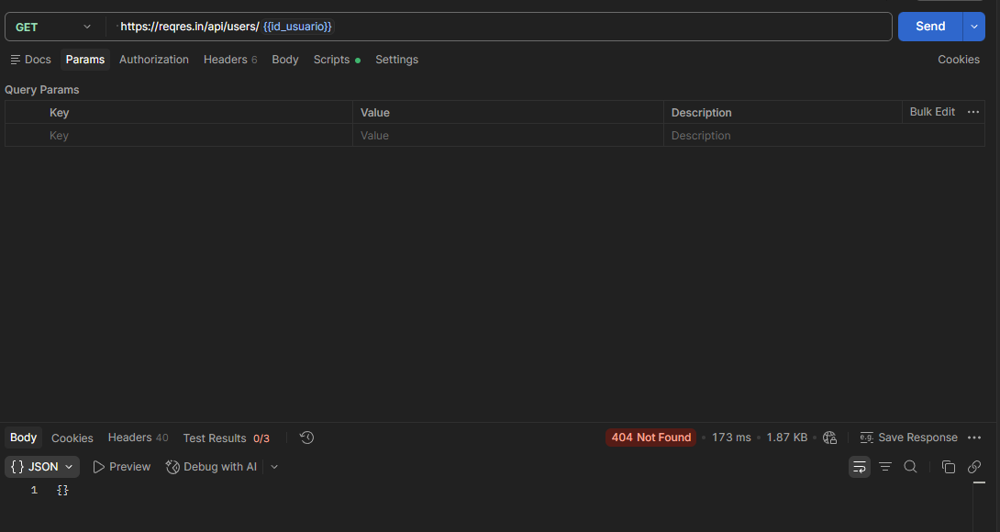 GET https://reqres.in/api/users/ {{id_usuario}} Send
Docs Params Authorization Headers 6 Body Scripts Settings Cookies
Query Params
Key Value Description Bulk Edit
Key Value Description
Body Cookies Headers 40 Test Results 0/3 404 Not Found 173 ms 1.87 KB e.g. Save Response
{} JSON Preview Debug with AI
1 {}